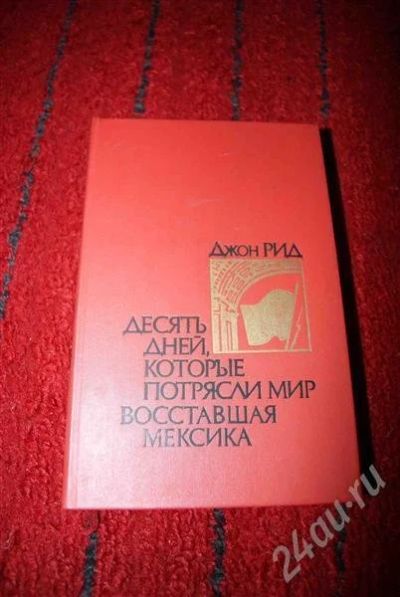 Джон РИД
ДЕСЯТЬ
ДНЕЙ,
КОТОРЫЕ
ПОТРЯСЛИ МИР
ВОССТАВШАЯ
МЕКСИКА
24au.ru